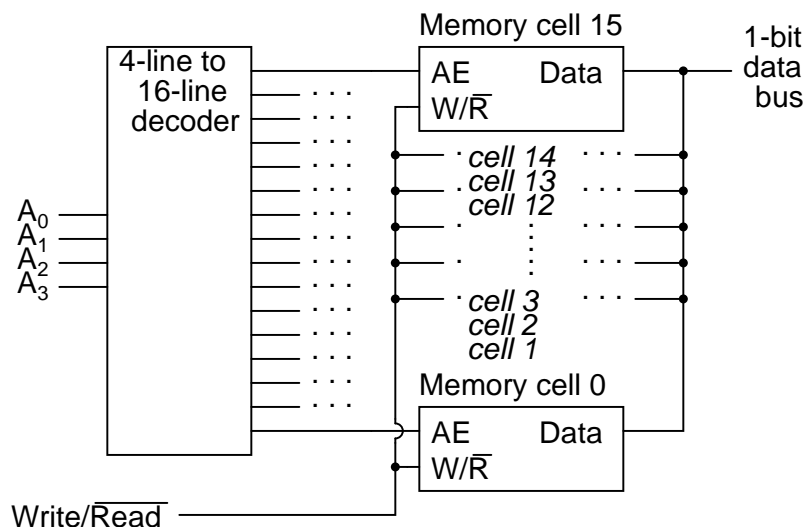 Memory cell 15
4-line to
16-line
decoder
1-bit
data
bus
AE Data
W/R̅
. . .
. . .
. . .
. . .
. . .
. . .
. . .
. . .
. . .
. . .
. . .
. . .
. . .
. . .
. cell 14 . . .
. cell 13 . . .
cell 12
. . . . .
.
. . . . .
. cell 3 . . .
cell 2
cell 1
A₀
A₁
A₂
A₃
Memory cell 0
AE Data
W/R̅
Write/R̅e̅a̅d̅